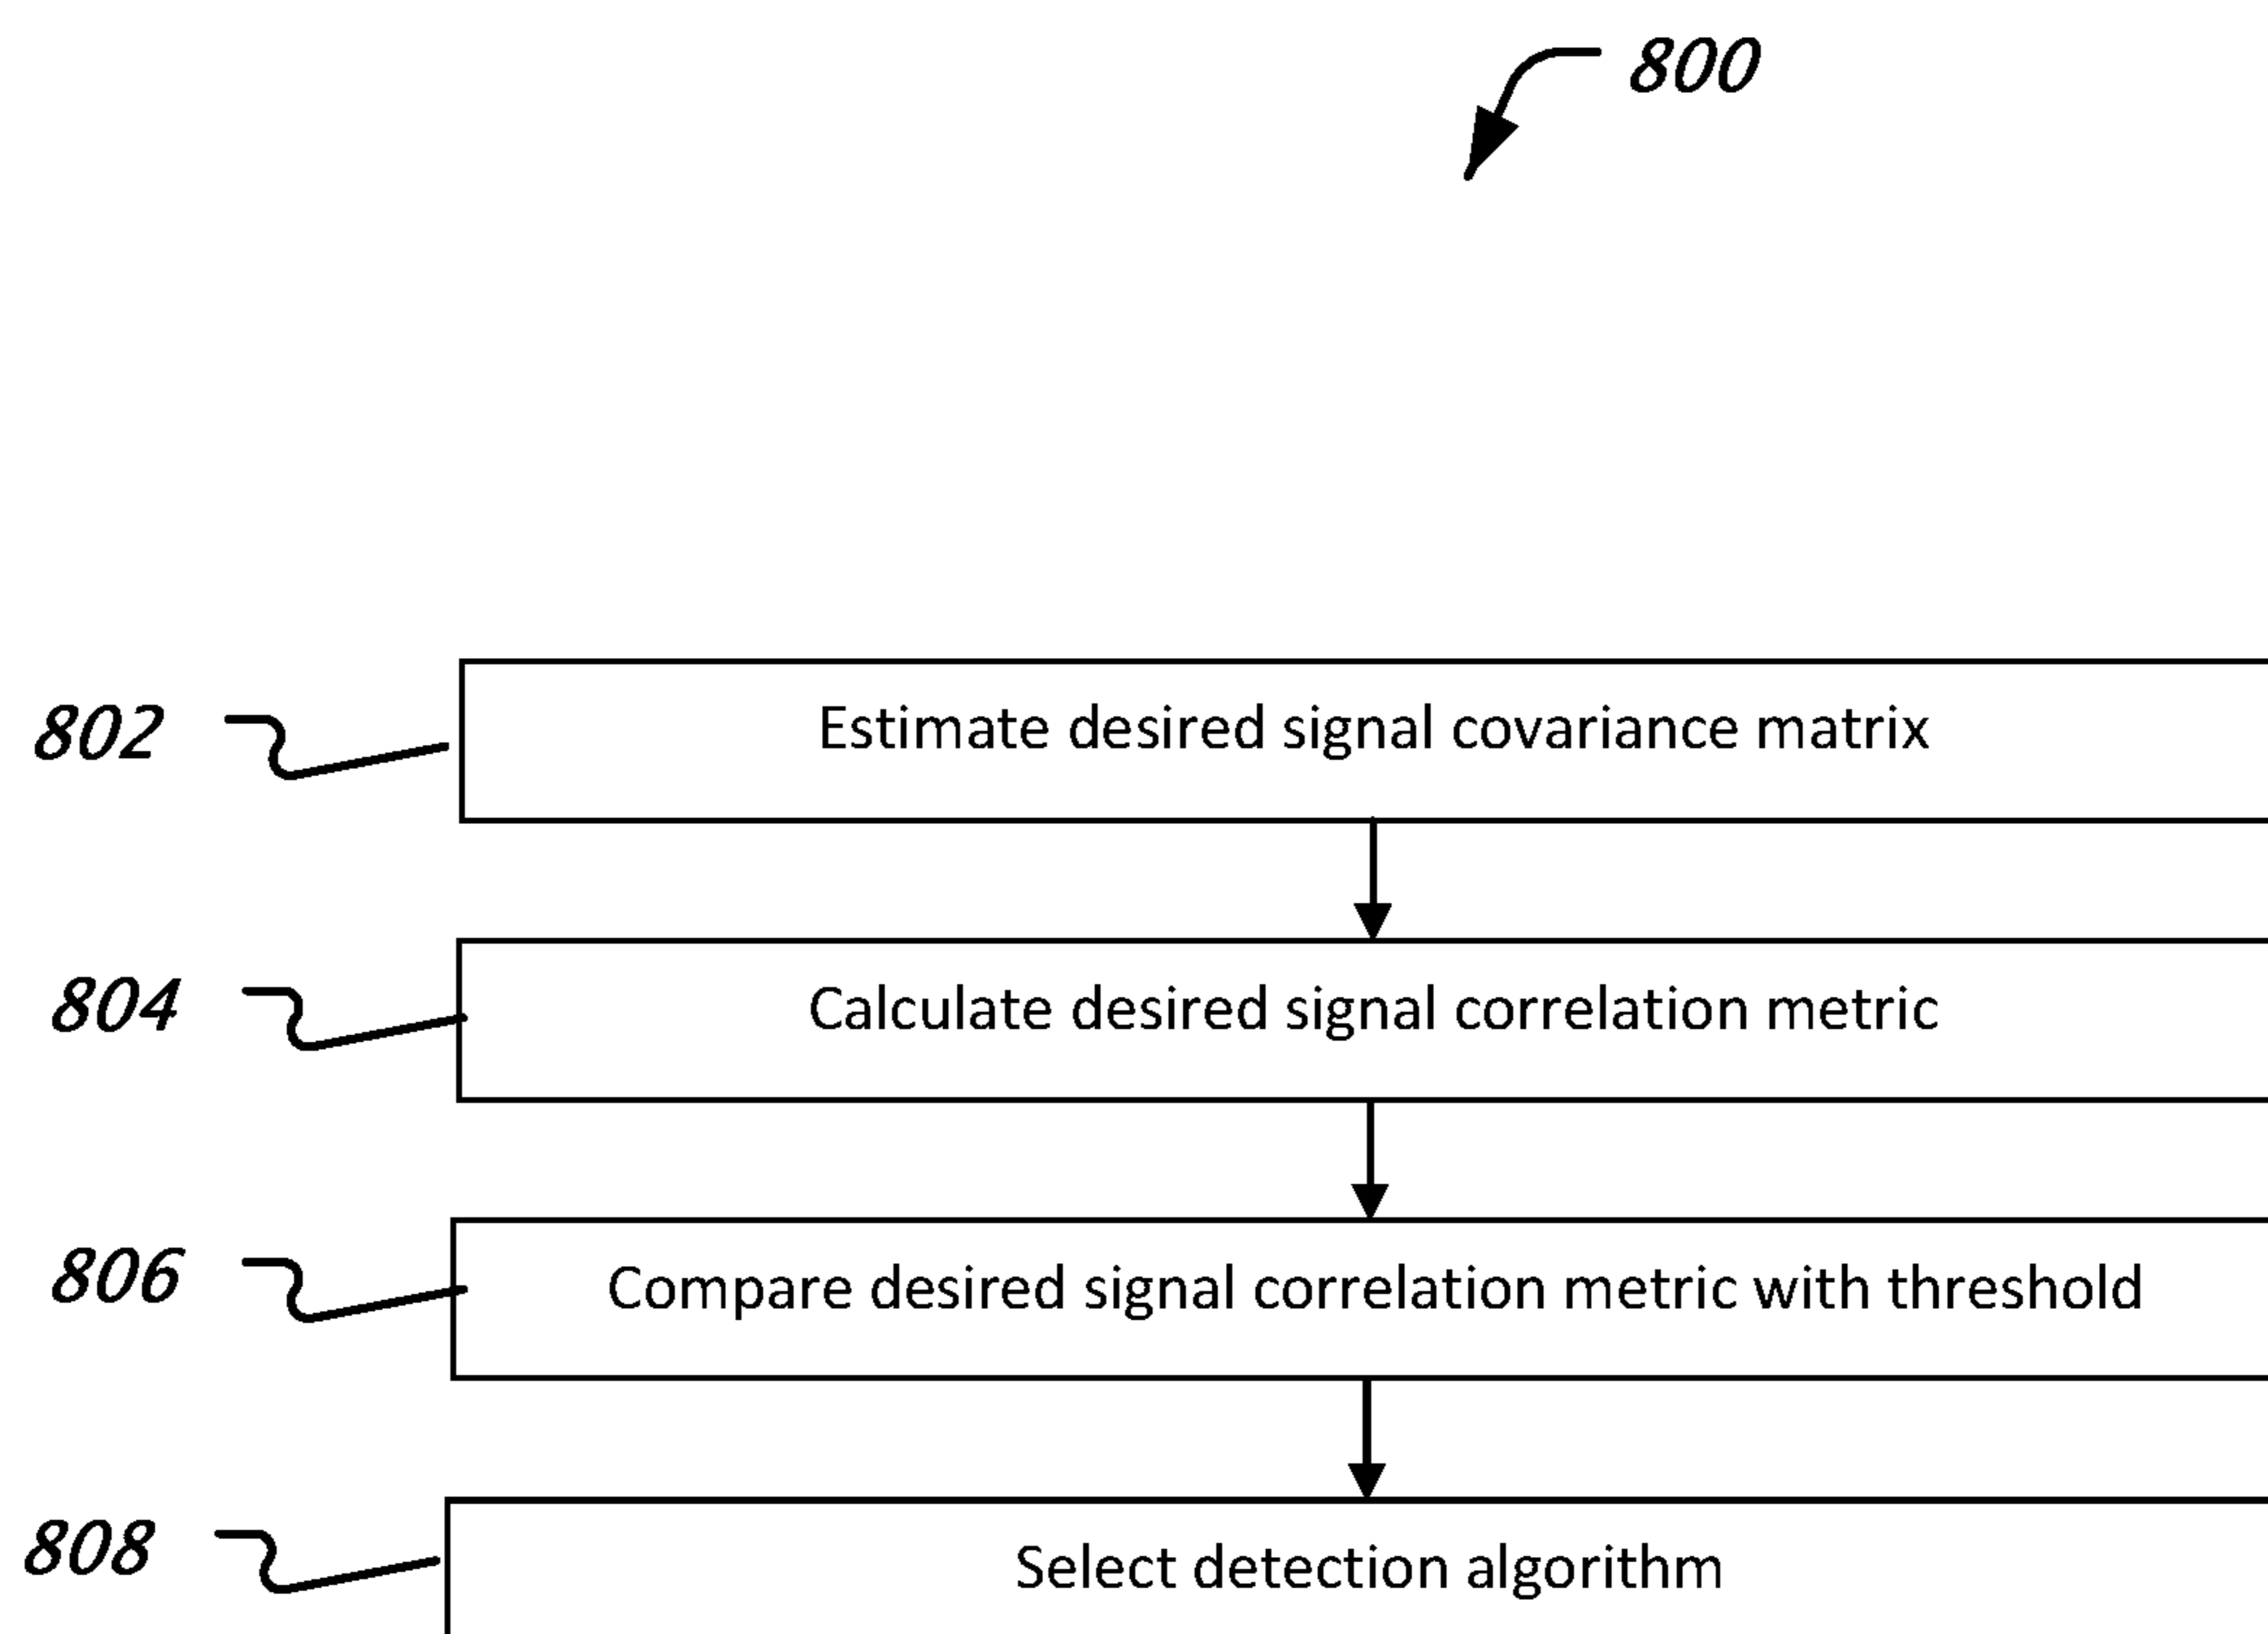 800
802 Estimate desired signal covariance matrix
804 Calculate desired signal correlation metric
806 Compare desired signal correlation metric with threshold
808 Select detection algorithm